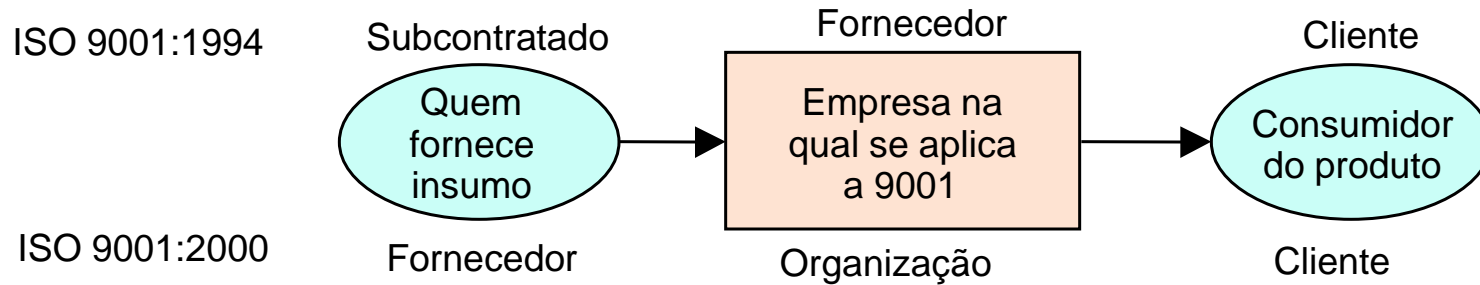 ISO 9001:1994
Subcontratado
Fornecedor
Cliente
Quem
fornece
insumo
Empresa na
qual se aplica
a 9001
Consumidor
do produto
ISO 9001:2000
Fornecedor
Organização
Cliente